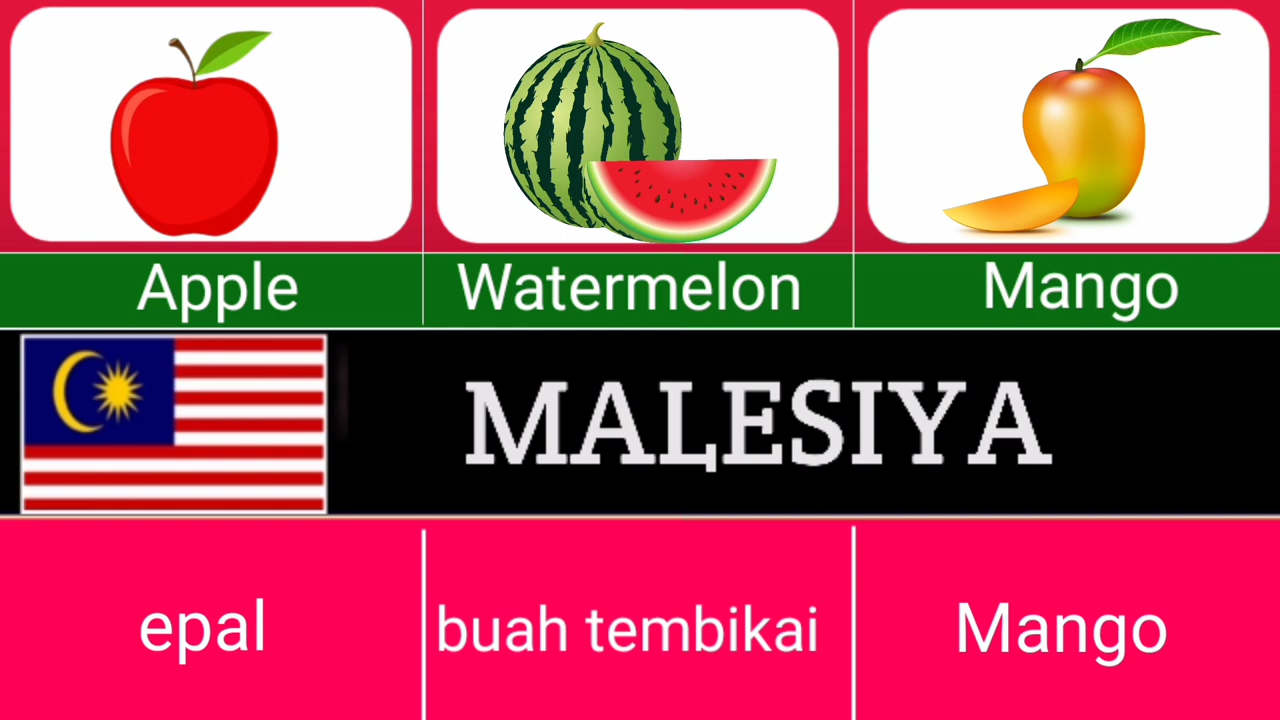 Apple
Watermelon
Mango
MALESIYA
epal
buah tembikai
Mango